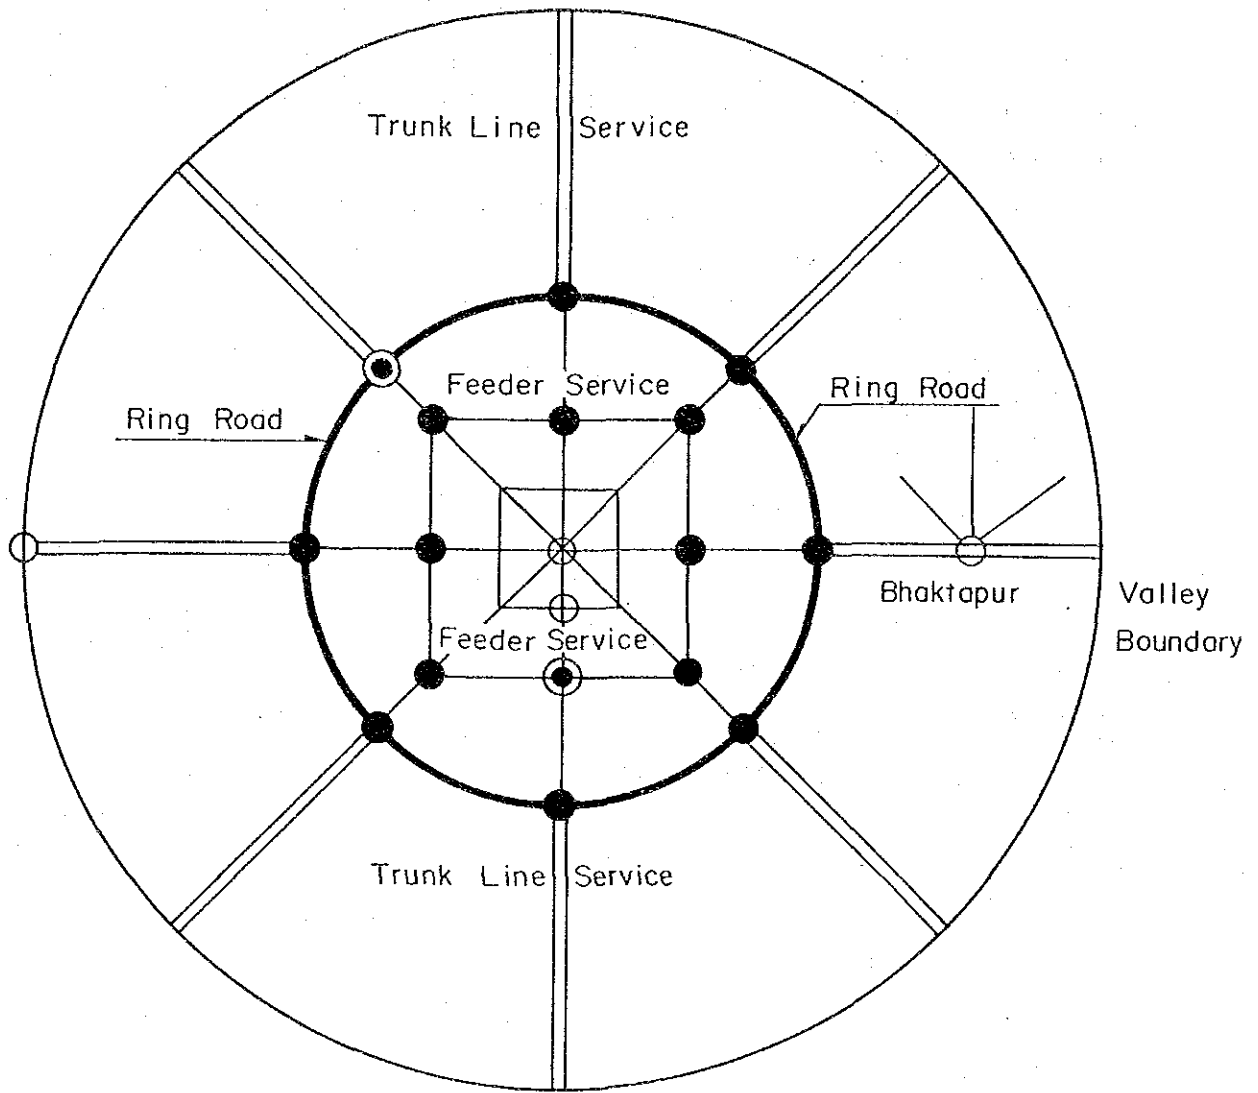 Trunk Line Service
Feeder Service
Ring Road
Ring Road
Bhaktapur
Valley
Boundary
Feeder Service
Trunk Line Service